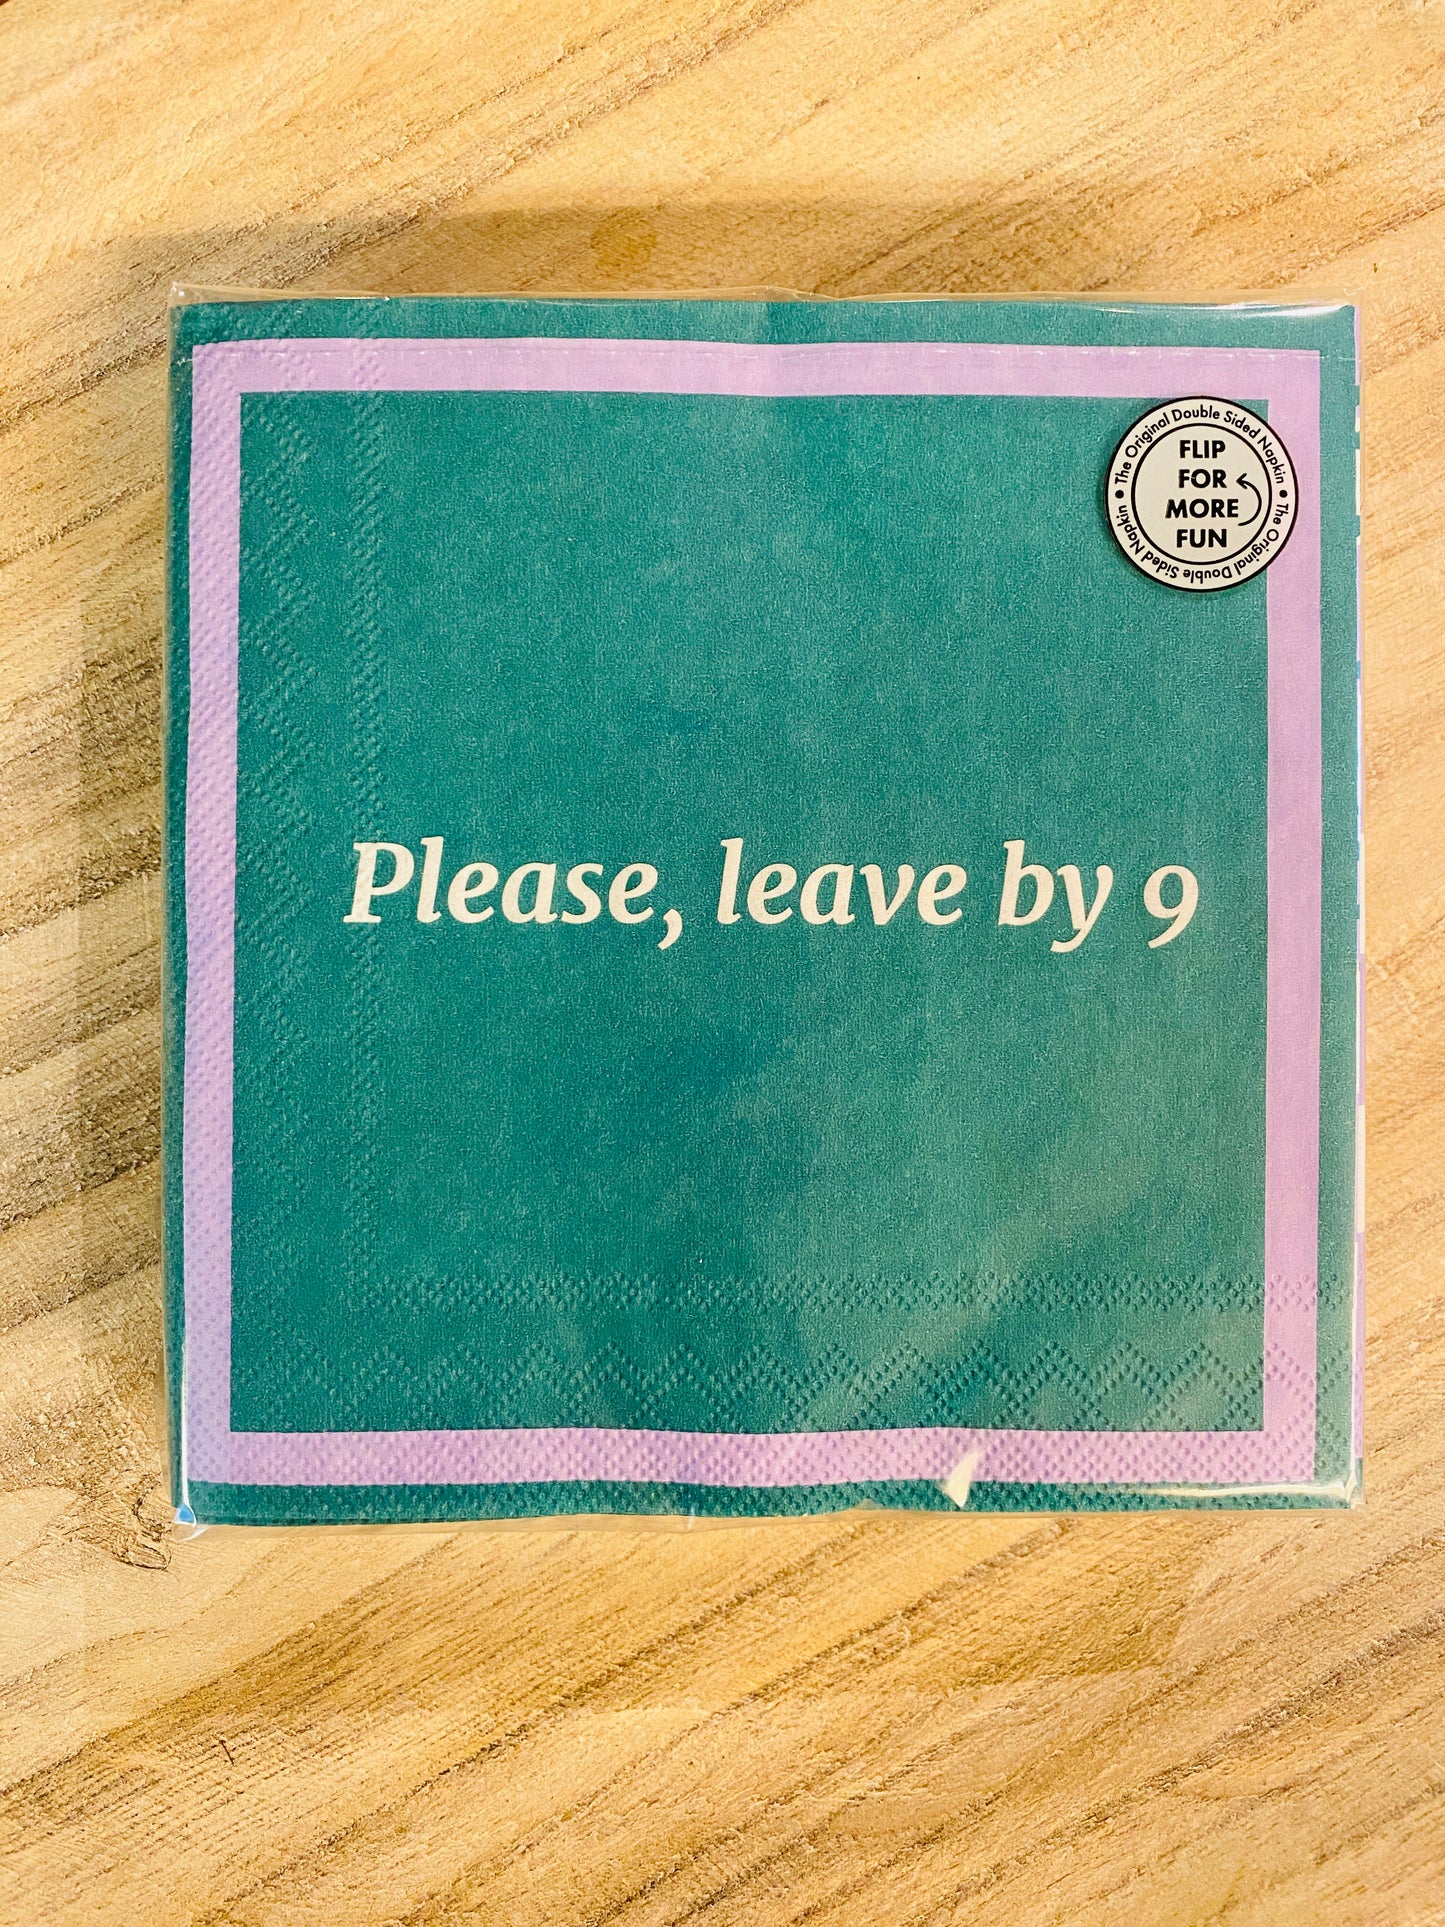 The Original Double Sided Napkin • The Original Double Sided Napkin •
FLIP
FOR
MORE
FUN
Please, leave by 9